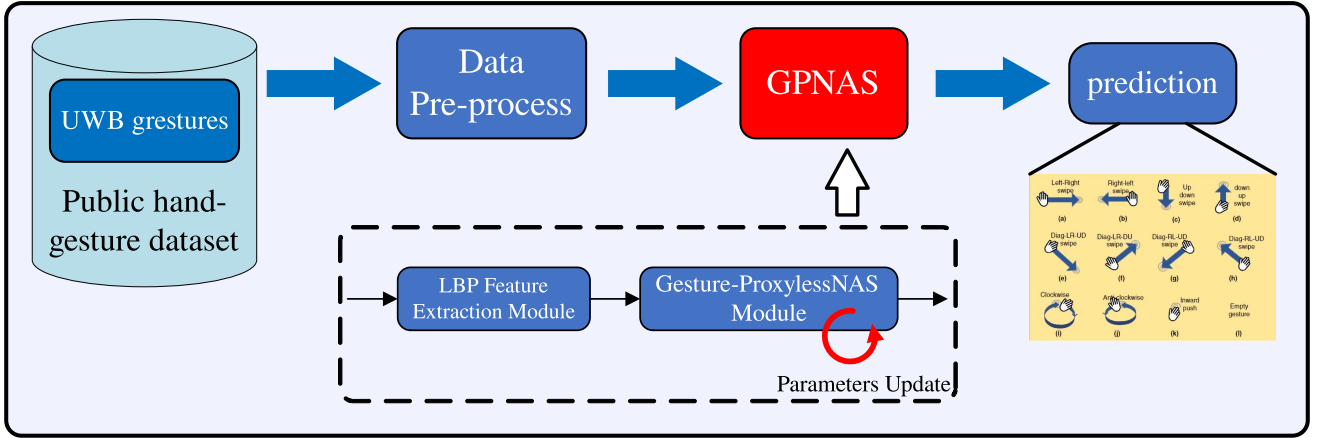 UWB grestures
Public hand-
gesture dataset
Data
Pre-process
GPNAS
prediction
LBP Feature
Extraction Module
Gesture-ProxylessNAS
Module
Parameters Update
Left-Right
swipe
(a)
Right-left
swipe
(b)
Up
down
swipe
(c)
down
up
swipe
(d)
Diag-LR-UD
swipe
(e)
Diag-LR-DU
swipe
(f)
Diag-RL-UD
swipe
(g)
Diag-RL-UD
swipe
(h)
Clockwise
(i)
Anti-clockwise
(j)
Inward
push
(k)
Empty
gesture
(l)